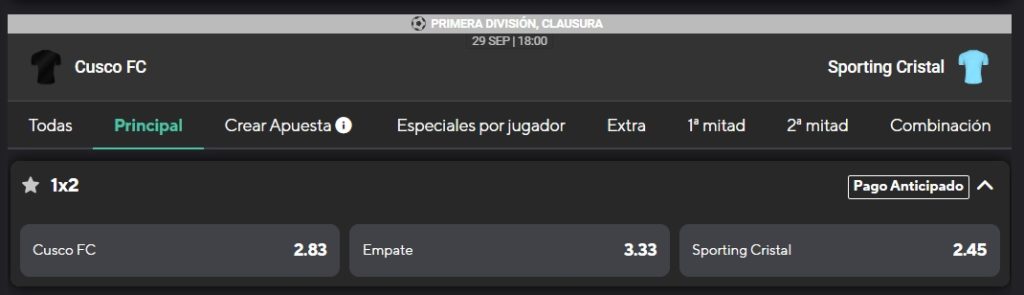 PRIMERA DIVISIÓN, CLAUSURA
29 SEP | 18:00
Cusco FC Sporting Cristal
Todas Principal Crear Apuesta i Especiales por jugador Extra 1ª mitad 2ª mitad Combinación
1x2 Pago Anticipado
Cusco FC 2.83 Empate 3.33 Sporting Cristal 2.45